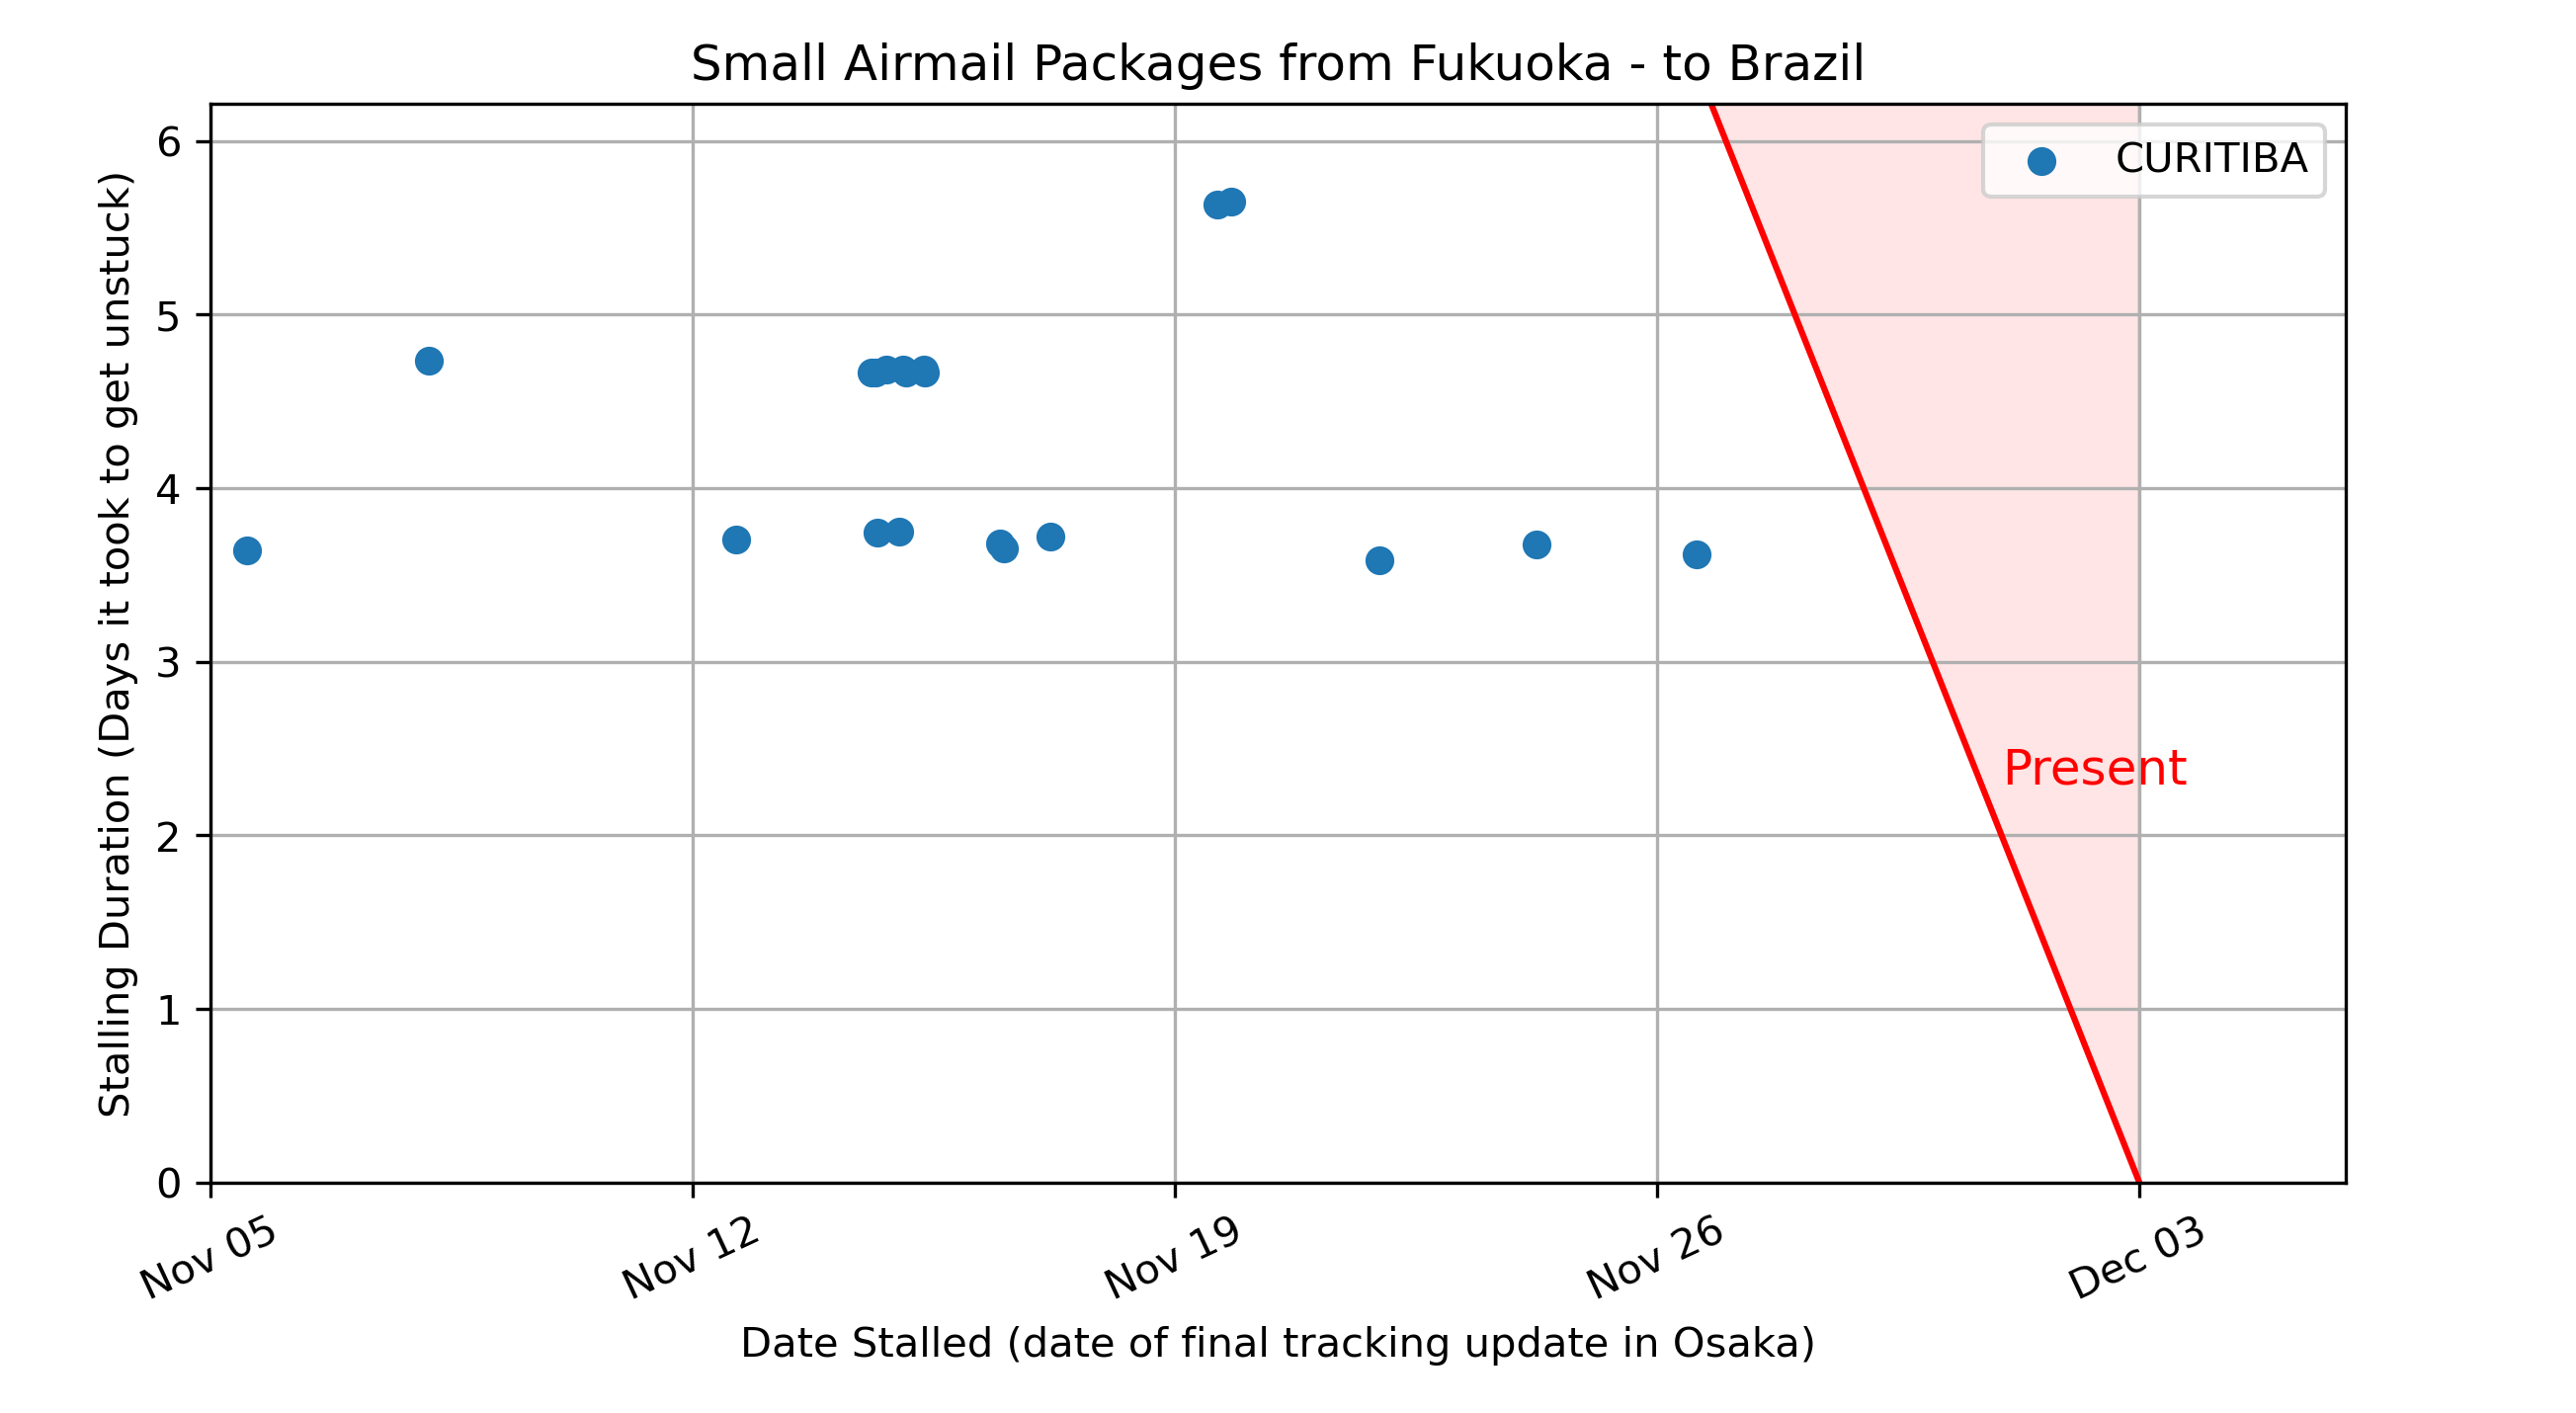 Small Airmail Packages from Fukuoka - to Brazil
CURITIBA
Stalling Duration (Days it took to get unstuck)
6
5
4
3
2
1
0
Present
Nov 05
Nov 12
Nov 19
Nov 26
Dec 03
Date Stalled (date of final tracking update in Osaka)